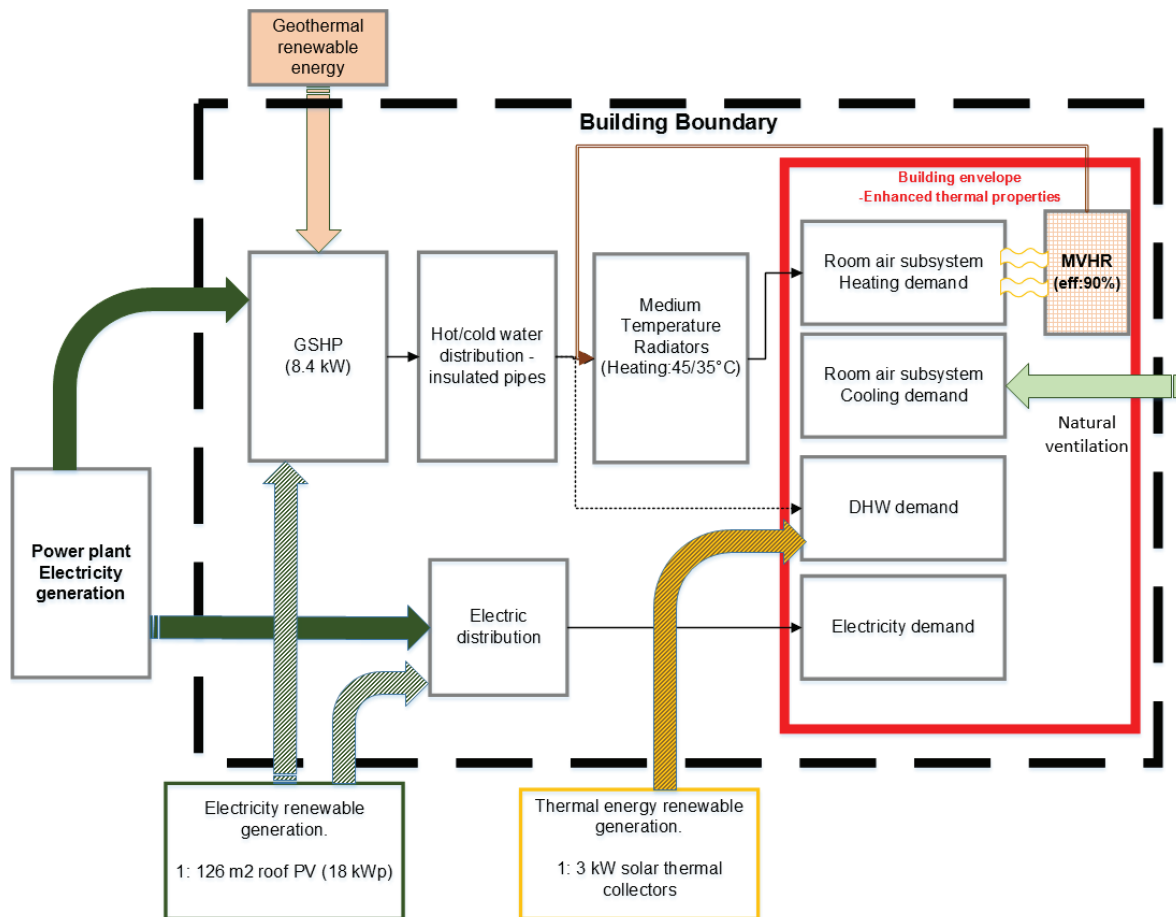 Geothermal
renewable
energy
Building Boundary
Building envelope
-Enhanced thermal properties
GSHP
(8.4 kW)
Hot/cold water
distribution -
insulated pipes
Medium
Temperature
Radiators
(Heating:45/35°C)
Room air subsystem
Heating demand
MVHR
(eff:90%)
Room air subsystem
Cooling demand
Natural
ventilation
Power plant
Electricity
generation
DHW demand
Electric
distribution
Electricity demand
Electricity renewable
generation.
1: 126 m2 roof PV (18 kWp)
Thermal energy renewable
generation.
1: 3 kW solar thermal
collectors